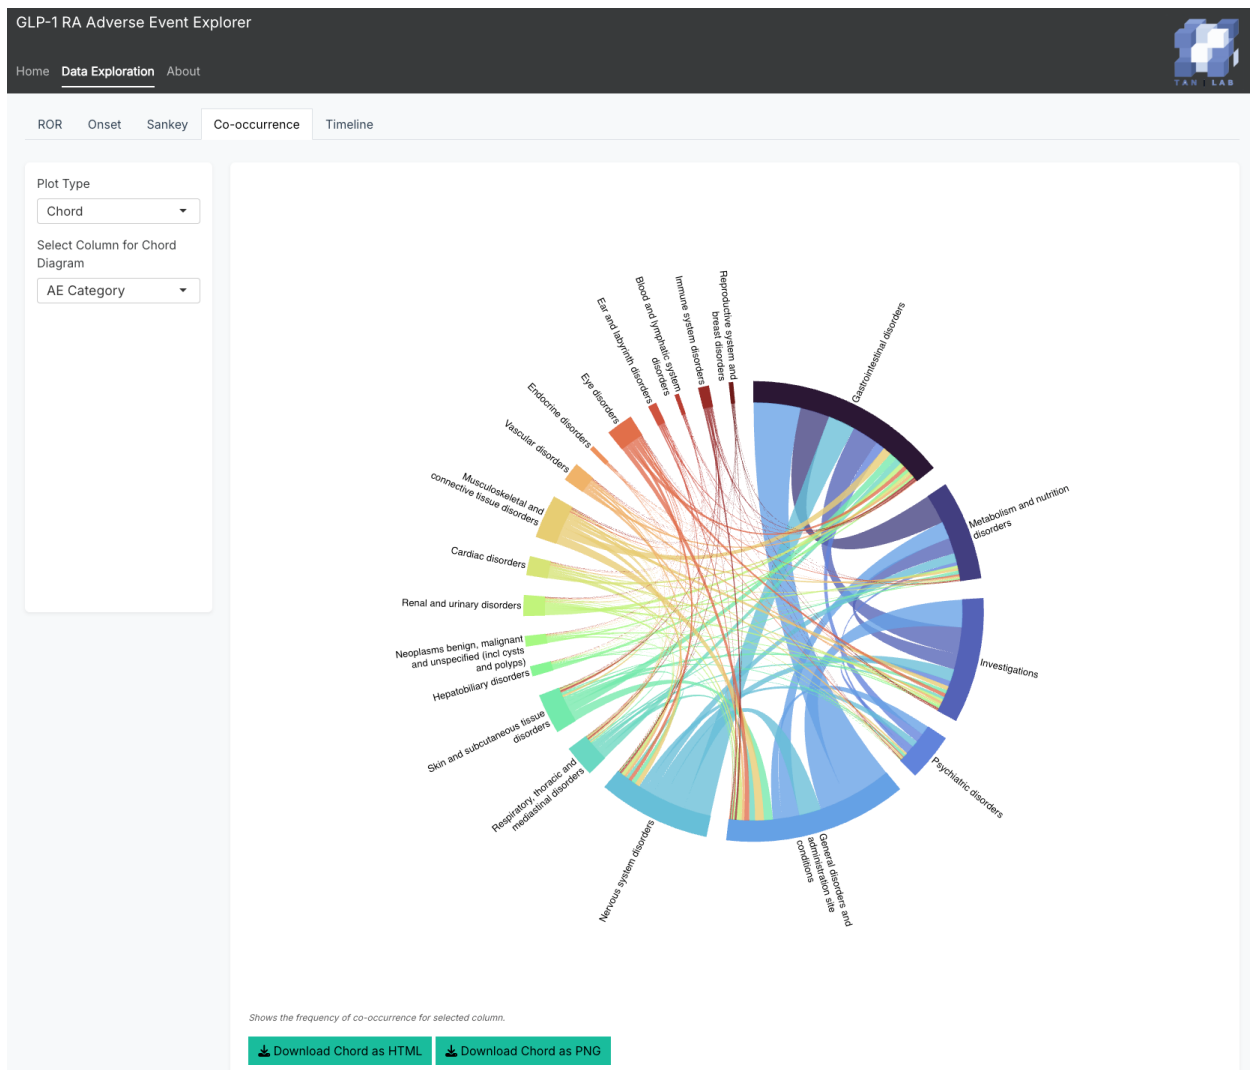 GLP-1 RA Adverse Event Explorer
TANLAB
Home
Data Exploration
About
ROR
Onset
Sankey
Co-occurrence
Timeline
Plot Type
Chord
Select Column for Chord
Diagram
AE Category
Gastrointestinal disorders
Metabolism and nutrition
disorders
Investigations
Psychiatric disorders
General disorders and
administration site
conditions
Nervous system disorders
Respiratory, thoracic and
mediastinal disorders
Skin and subcutaneous tissue
disorders
Hepatobiliary disorders
Neoplasms benign, malignant
and unspecified (incl cysts
and polyps)
Renal and urinary disorders
Cardiac disorders
Musculoskeletal and
connective tissue disorders
Vascular disorders
Endocrine disorders
Eye disorders
Ear and labyrinth disorders
Blood and lymphatic system
disorders
Immune system disorders
Reproductive system and
breast disorders
Shows the frequency of co-occurrence for selected column.
Download Chord as HTML
Download Chord as PNG